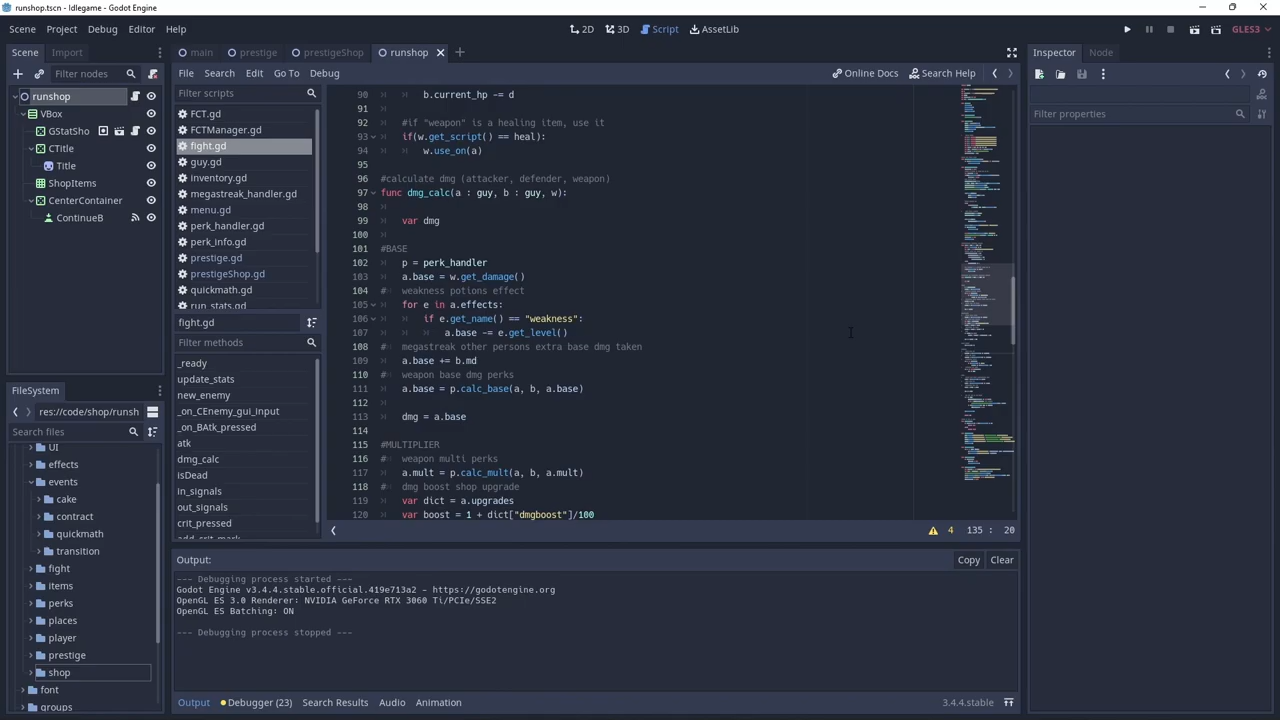 runshop.tscn - Idlegame - Godot Engine
Scene Project Debug Editor Help
2D 3D Script AssetLib
GLES3
Scene Import
Filter nodes
runshop
VBox
GStatSho
CTitle
Title
ShopItems
CenterContainer
ContinueB
FileSystem
res://code/shop/runsh
Search files
UI
effects
events
cake
contract
quickmath
transition
fight
items
perks
places
player
prestige
shop
font
groups
main prestige prestigeShop runshop
File Search Edit Go To Debug
Online Docs Search Help
Filter scripts
FCT.gd
FCTManager.gd
fight.gd
guy.gd
inventory.gd
megastreak_handl.gd
menu.gd
perk_handler.gd
perk_info.gd
prestige.gd
prestigeShop.gd
quickmath.gd
run_stats.gd
fight.gd
Filter methods
_ready
update_stats
new_enemy
_on_CEnemy_gui_input
_on_BAtk_pressed
atk
dmg_calc
isDead
in_signals
out_signals
crit_pressed
add_crit_mark
90 b.current_hp -= d
91
92 #if "weapon" is a healing item, use it
93 if(w.get_script() == heal):
94 w.use_on(a)
95
96 #calculate dmg (attacker, defender, weapon)
97 func dmg_calc(a : guy, b : guy, w):
98
99 var dmg
100
101 #BASE
102 p = perk_handler
103 a.base = w.get_damage()
104 # weakness potions effect
105 for e in a.effects:
106 if e.get_name() == "weakness":
107 a.base -= e.get_level()
108 # megastreak other persons extra base dmg taken
109 a.base += b.md
110 # weapon base dmg perks
111 a.base = p.calc_base(a, b, a.base)
112
113 dmg = a.base
114
115 #MULTIPLIER
116 # weapon multi perks
117 a.mult = p.calc_mult(a, b, a.mult)
118 # dmg boost shop upgrade
119 var dict = a.upgrades
120 var boost = 1 + dict["dmgboost"]/100
4 135 : 20
Output:
Copy Clear
--- Debugging process started ---
Godot Engine v3.4.4.stable.official.419e713a2 - https://godotengine.org
OpenGL ES 3.0 Renderer: NVIDIA GeForce RTX 3060 Ti/PCIe/SSE2
OpenGL ES Batching: ON
--- Debugging process stopped ---
Output Debugger (23) Search Results Audio Animation
3.4.4.stable
Inspector Node
Filter properties